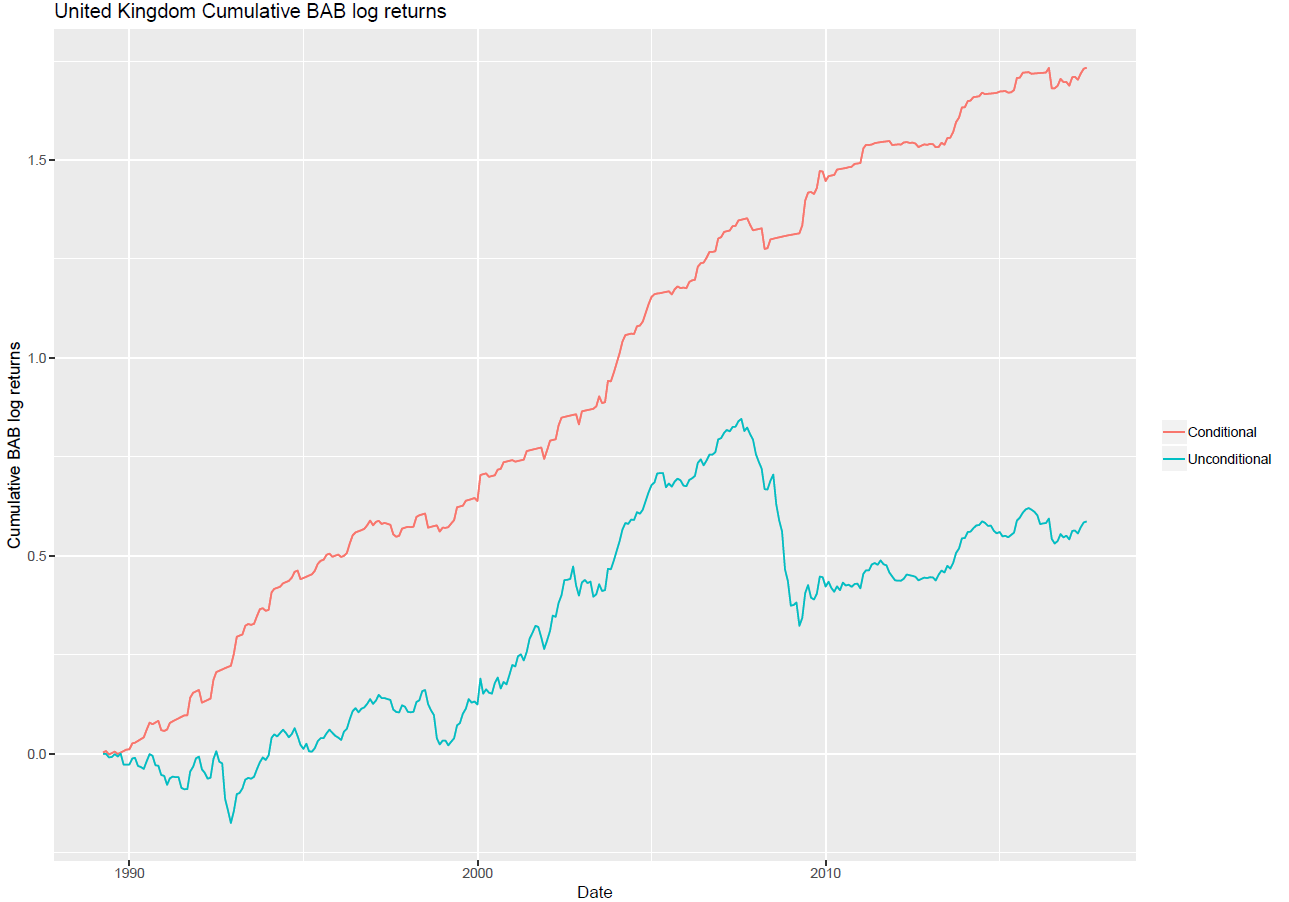 United Kingdom Cumulative BAB log returns
Cumulative BAB log returns
1.5
1.0
0.5
0.0
1990
2000
2010
Date
Conditional
Unconditional